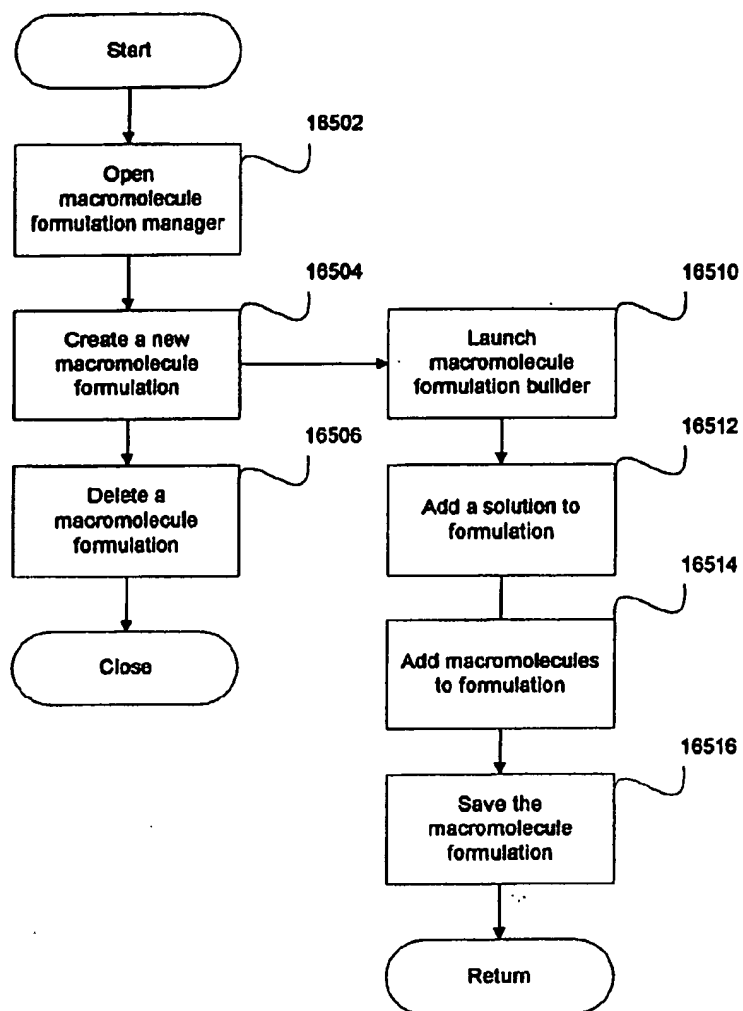 Start
16502
Open
macromolecule
formulation manager
16504
Create a new
macromolecule
formulation
16506
Delete a
macromolecule
formulation
Close
16510
Launch
macromolecule
formulation builder
16512
Add a solution to
formulation
16514
Add macromolecules
to formulation
16516
Save the
macromolecule
formulation
Return